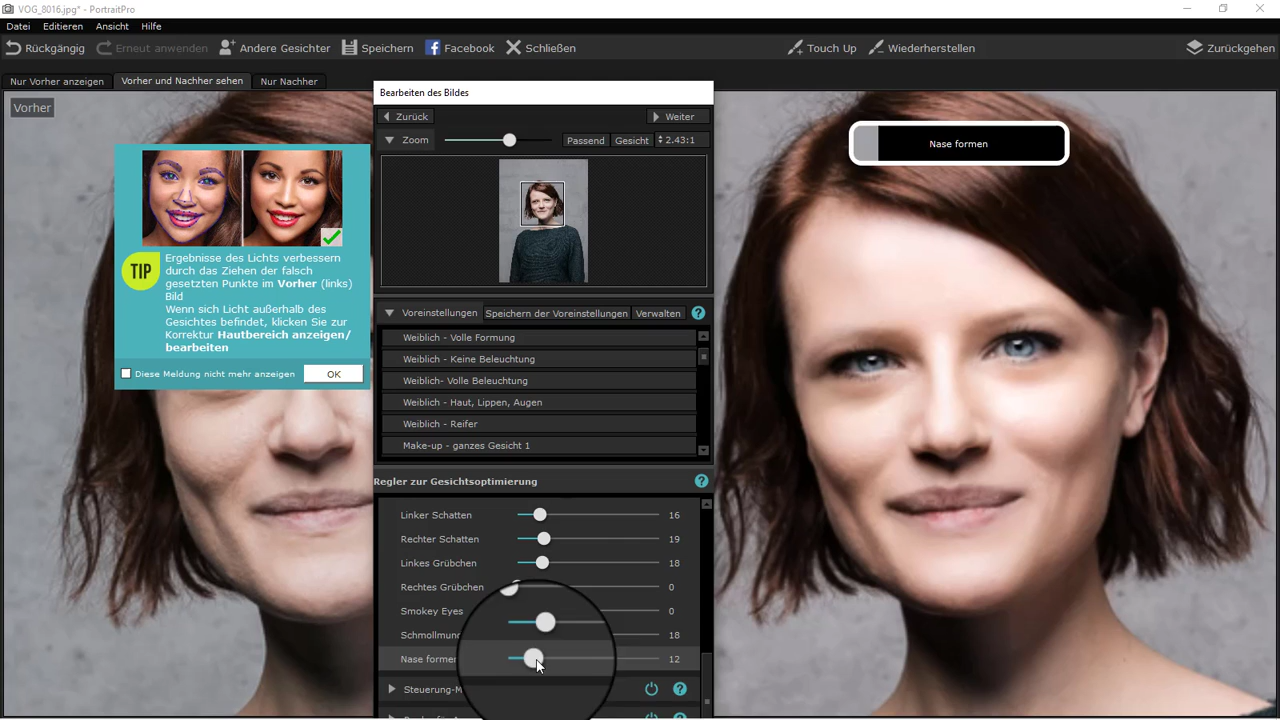 VOG_8016.jpg* - PortraitPro
Datei Editieren Ansicht Hilfe
Rückgängig Erneut anwenden Andere Gesichter Speichern Facebook Schließen Touch Up Wiederherstellen Zurückgehen
Nur Vorher anzeigen Vorher und Nachher sehen Nur Nachher
Vorher
TIP
Ergebnisse des Lichts verbessern
durch das Ziehen der falsch
gesetzten Punkte im Vorher (links)
Bild
Wenn sich Licht außerhalb des
Gesichtes befindet, klicken Sie zur
Korrektur Hautbereich anzeigen/
bearbeiten
Diese Meldung nicht mehr anzeigen OK
Bearbeiten des Bildes
Zurück Weiter
Zoom Passend Gesicht 2.43:1
Voreinstellungen Speichern der Voreinstellungen Verwalten ?
Weiblich - Volle Formung
Weiblich - Keine Beleuchtung
Weiblich- Volle Beleuchtung
Weiblich - Haut, Lippen, Augen
Weiblich - Reifer
Make-up - ganzes Gesicht 1
Regler zur Gesichtsoptimierung ?
Linker Schatten 16
Rechter Schatten 19
Linkes Grübchen 18
Rechtes Grübchen 0
Smokey Eyes 0
Schmollmun 18
Nase formen 12
Steuerung-M ?
Nase formen